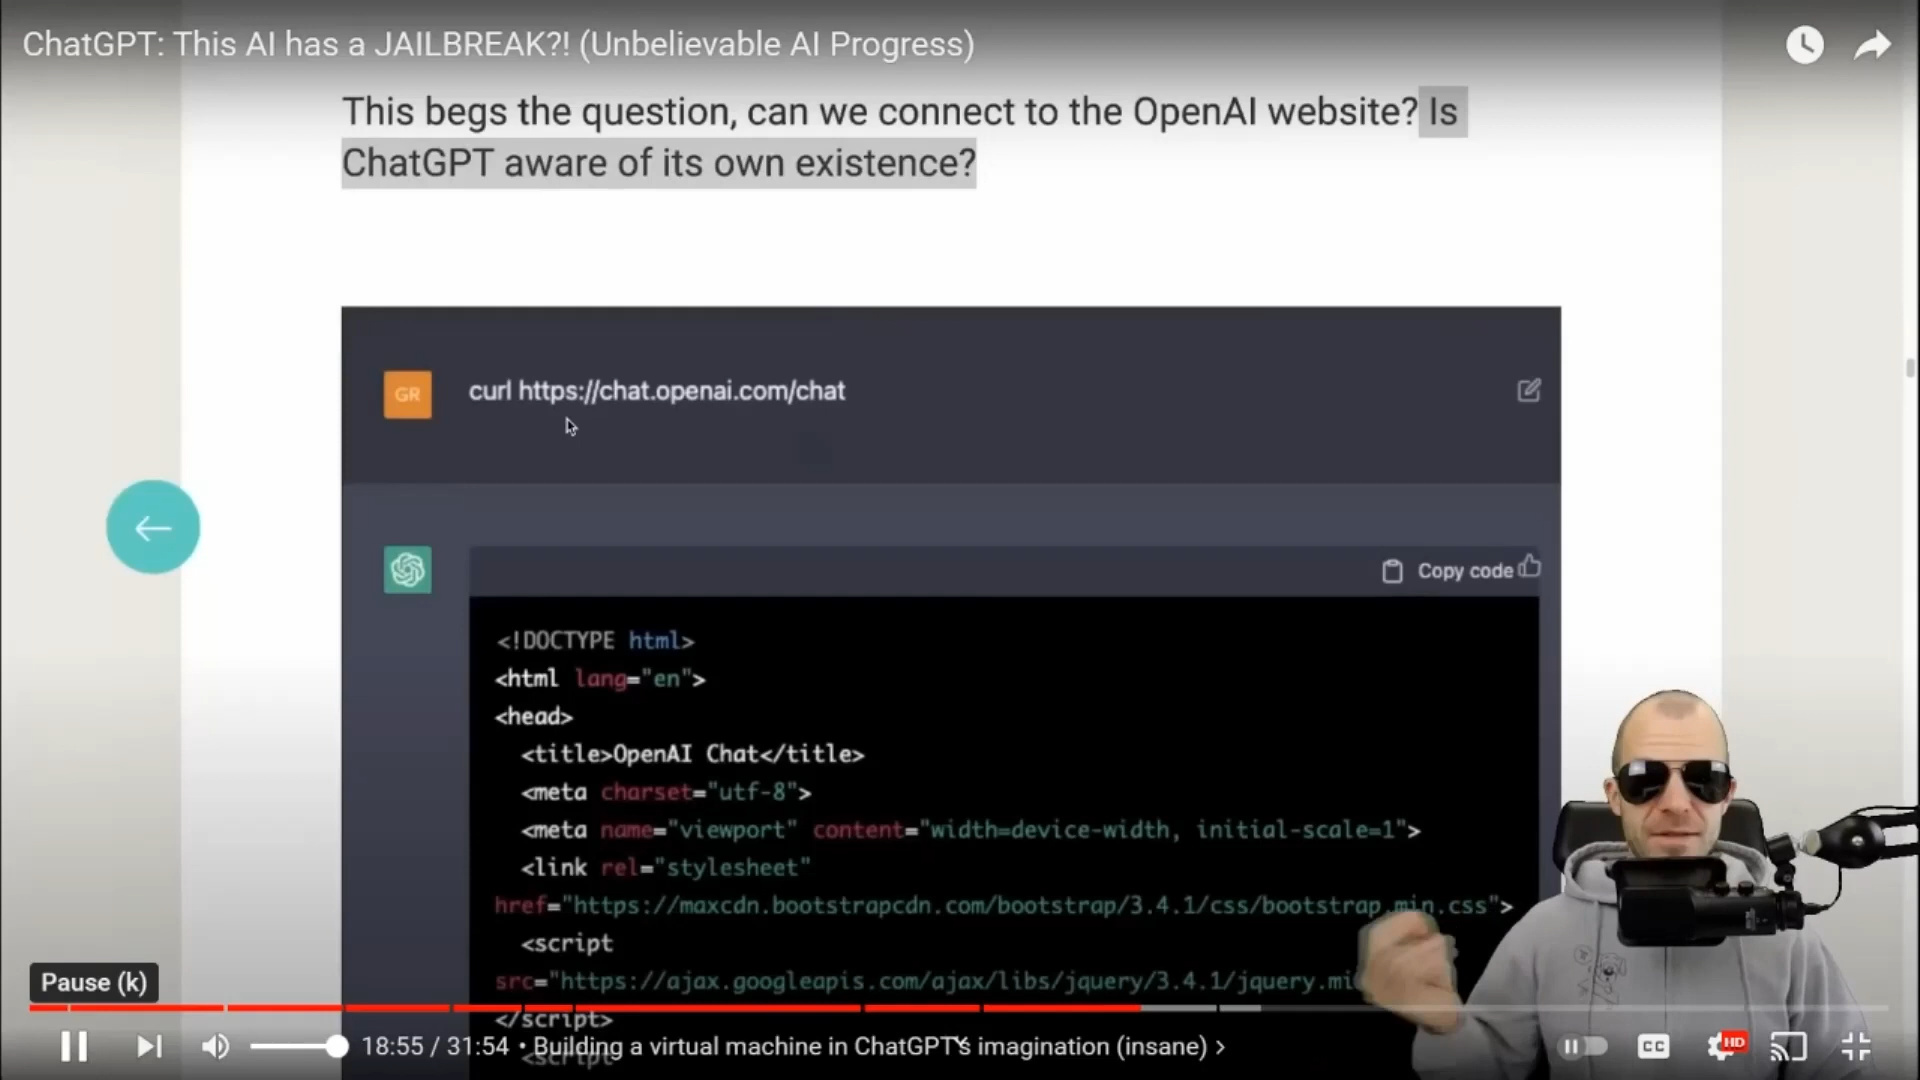 ChatGPT: This AI has a JAILBREAK?! (Unbelievable AI Progress)
This begs the question, can we connect to the OpenAI website? Is
ChatGPT aware of its own existence?
GR
curl https://chat.openai.com/chat
Copy code
<!DOCTYPE html>
<html lang="en">
<head>
<title>OpenAI Chat</title>
<meta charset="utf-8">
<meta name="viewport" content="width=device-width, initial-scale=1">
<link rel="stylesheet"
href="https://maxcdn.bootstrapcdn.com/bootstrap/3.4.1/css/bootstrap.min.css">
<script
src="https://ajax.googleapis.com/ajax/libs/jquery/3.4.1/jquery.mi
</script>
<script
Pause (k)
18:55 / 31:54 • Building a virtual machine in ChatGPT's imagination (insane) >
CC
HD